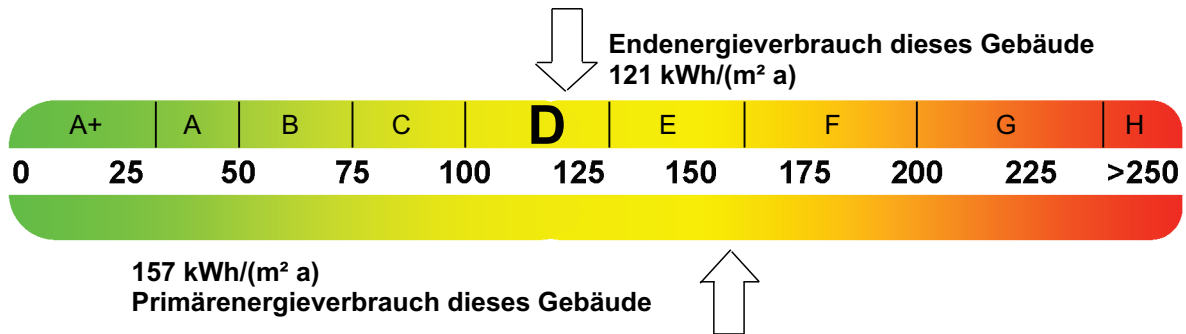 Endenergieverbrauch dieses Gebäude
121 kWh/(m² a)
A+ A B C D E F G H
0 25 50 75 100 125 150 175 200 225 >250
157 kWh/(m² a)
Primärenergieverbrauch dieses Gebäude